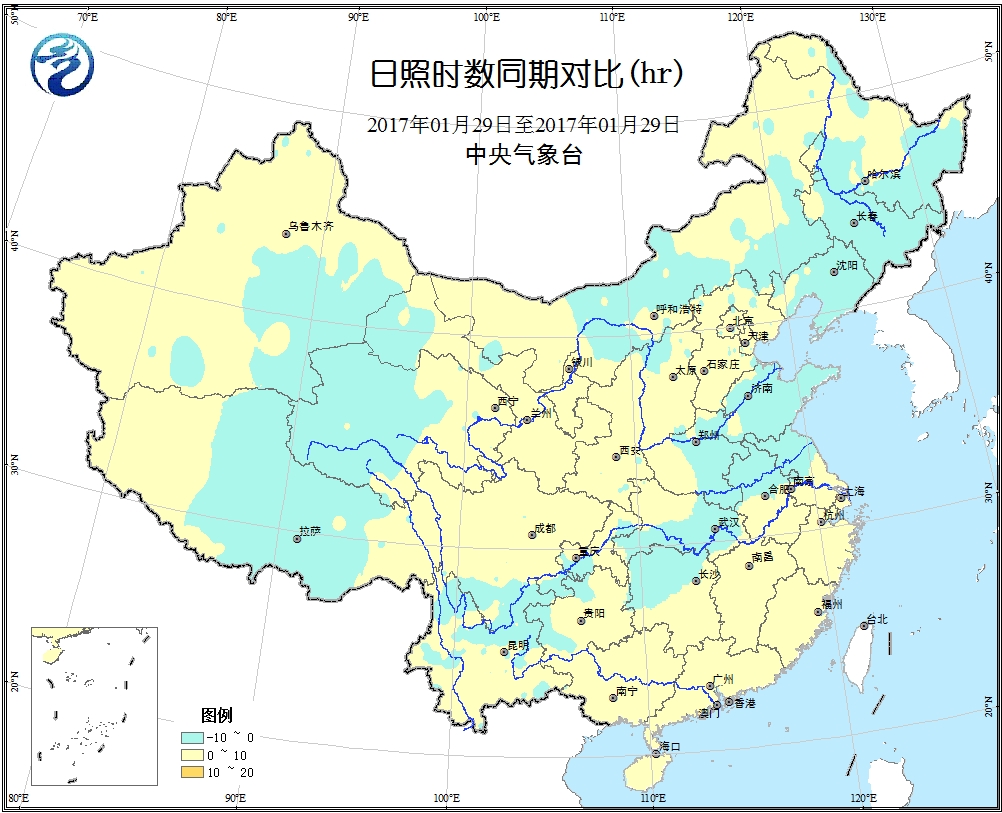 70°E 80°E 90°E 100°E 110°E 120°E 130°E
50°N 50°N
日照时数同期对比(hr)
2017年01月29日至2017年01月29日
中央气象台
哈尔滨
长春
乌鲁木齐
40°N 40°N
沈阳
呼和浩特
北京
天津
银川
太原 石家庄
济南
西宁
兰州
郑州
西安
30°N 30°N
南京
合肥 上海
杭州
武汉
拉萨
成都
重庆
南昌
长沙
福州
贵阳
台北
昆明
20°N 20°N
广州
南宁
香港
澳门
海口
图例
-10 ~ 0
0 ~ 10
10 ~ 20
80°E 90°E 100°E 110°E 120°E